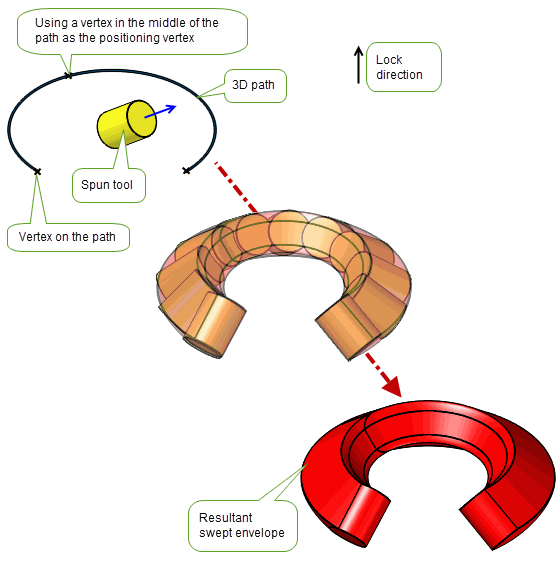 Using a vertex in the middle of the
path as the positioning vertex
3D path
Lock
direction
Spun tool
Vertex on the path
Resultant
swept envelope